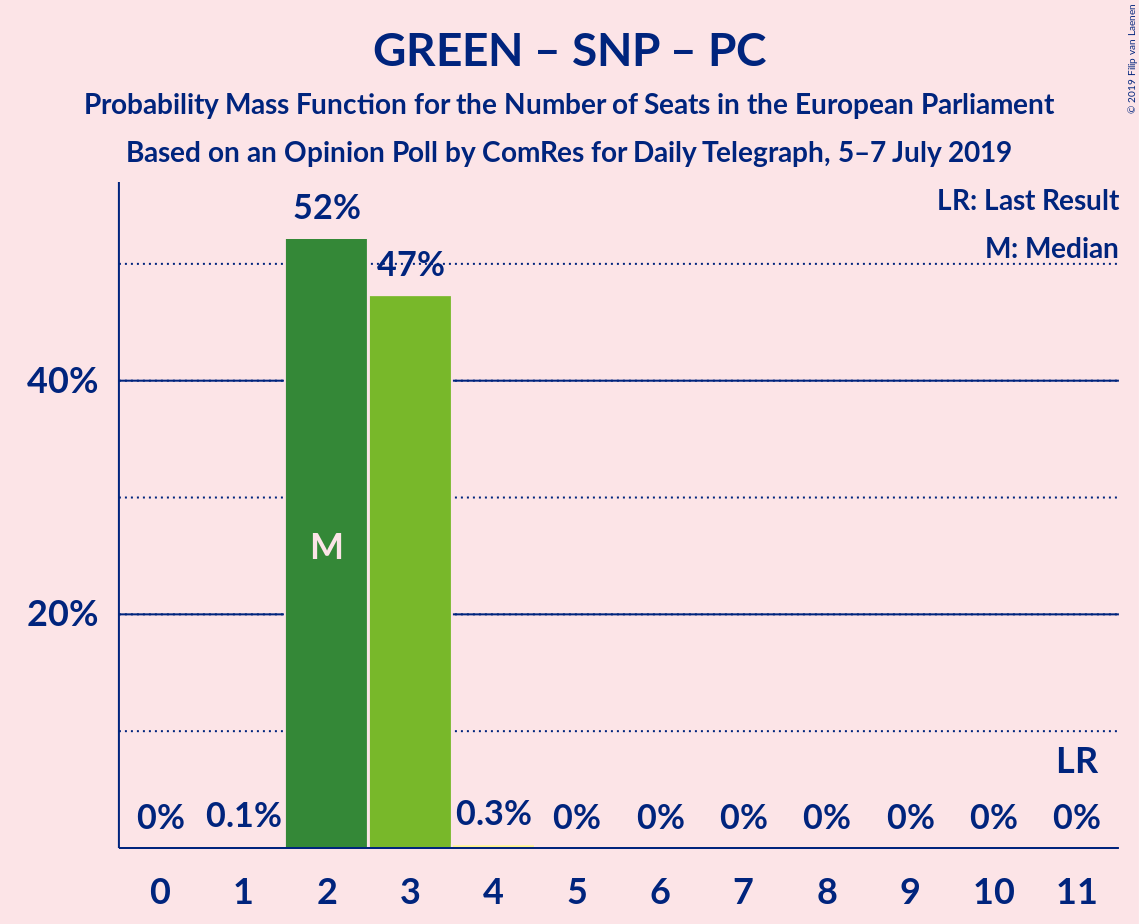 GREEN – SNP – PC
Probability Mass Function for the Number of Seats in the European Parliament
Based on an Opinion Poll by ComRes for Daily Telegraph, 5–7 July 2019
© 2019 Filip van Laenen
LR: Last Result
M: Median
52%
47%
40%
M
20%
LR
0% 0.1% 0.3% 0% 0% 0% 0% 0% 0% 0%
0 1 2 3 4 5 6 7 8 9 10 11